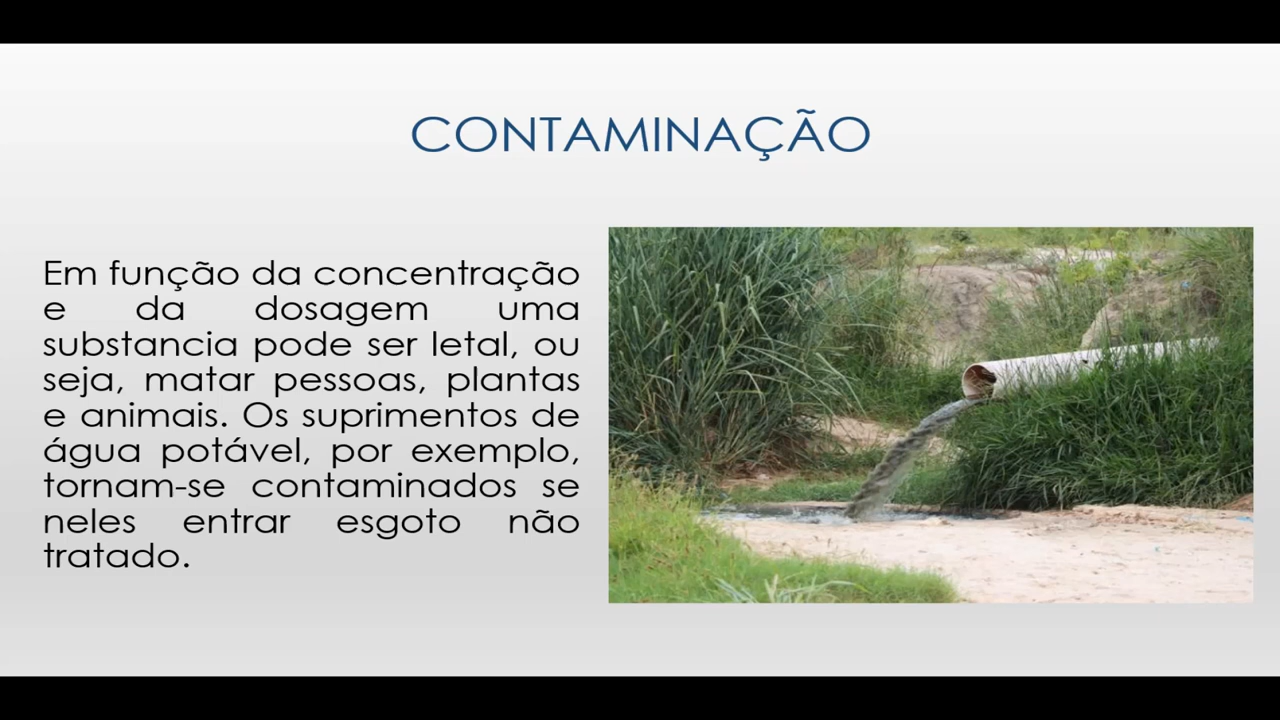 CONTAMINAÇÃO
Em função da concentração
e da dosagem uma
substancia pode ser letal, ou
seja, matar pessoas, plantas
e animais. Os suprimentos de
água potável, por exemplo,
tornam-se contaminados se
neles entrar esgoto não
tratado.